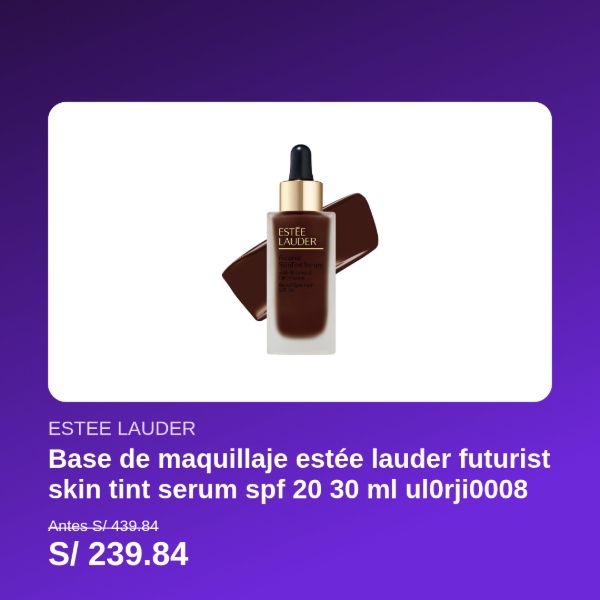 ESTĒE
LAUDER
ESTEE LAUDER
Base de maquillaje estée lauder futurist
skin tint serum spf 20 30 ml ul0rji0008
Antes S/ 439.84
S/ 239.84